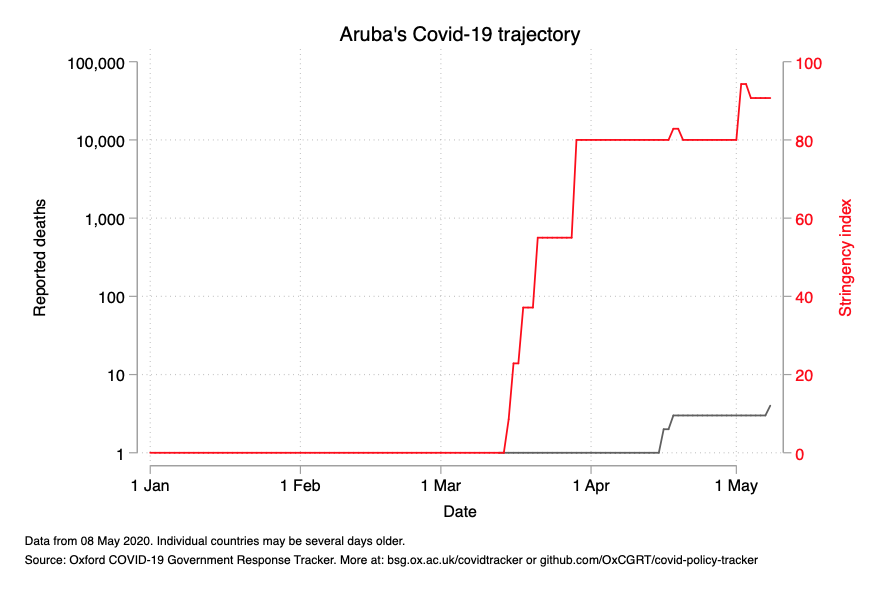 Aruba's Covid-19 trajectory
100,000
10,000
1,000
100
10
1
Reported deaths
100
80
60
40
20
0
Stringency index
1 Jan
1 Feb
1 Mar
1 Apr
1 May
Date
Data from 08 May 2020. Individual countries may be several days older.
Source: Oxford COVID-19 Government Response Tracker. More at: bsg.ox.ac.uk/covidtracker or github.com/OxCGRT/covid-policy-tracker